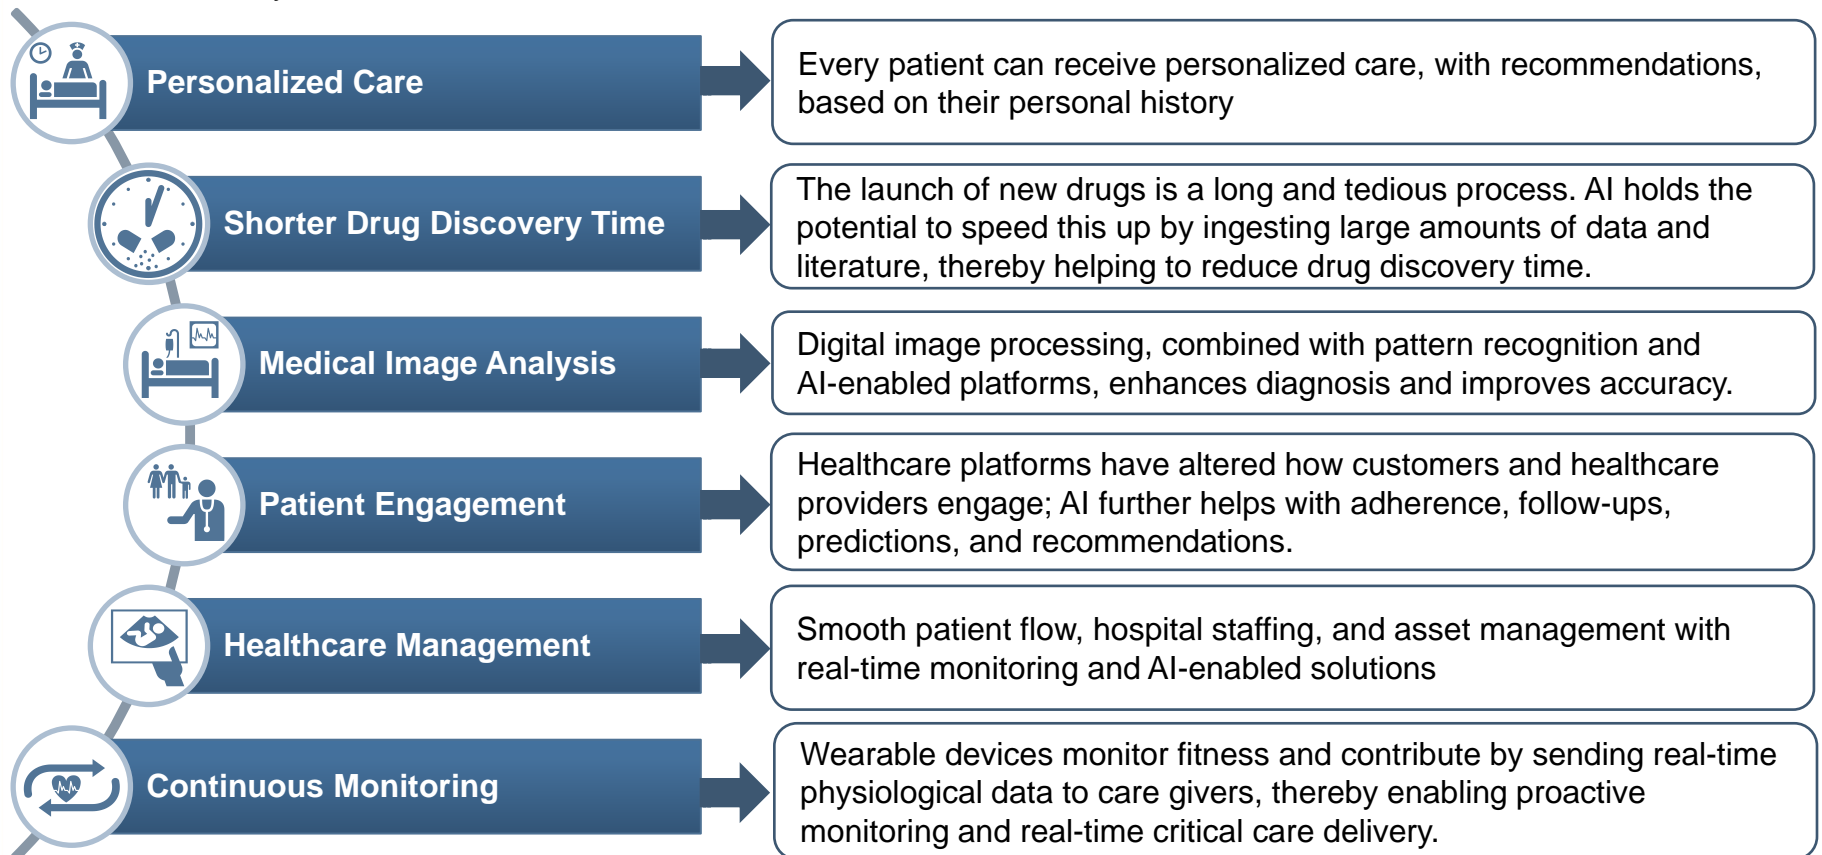 Personalized Care
Every patient can receive personalized care, with recommendations,
based on their personal history
Shorter Drug Discovery Time
The launch of new drugs is a long and tedious process. AI holds the
potential to speed this up by ingesting large amounts of data and
literature, thereby helping to reduce drug discovery time.
Medical Image Analysis
Digital image processing, combined with pattern recognition and
AI-enabled platforms, enhances diagnosis and improves accuracy.
Patient Engagement
Healthcare platforms have altered how customers and healthcare
providers engage; AI further helps with adherence, follow-ups,
predictions, and recommendations.
Healthcare Management
Smooth patient flow, hospital staffing, and asset management with
real-time monitoring and AI-enabled solutions
Continuous Monitoring
Wearable devices monitor fitness and contribute by sending real-time
physiological data to care givers, thereby enabling proactive
monitoring and real-time critical care delivery.